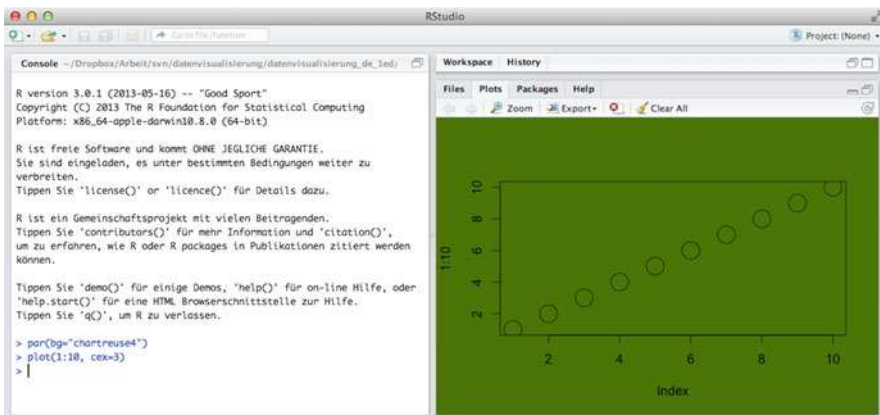 RStudio
Go to file/function
Project: (None)
Console ~/Dropbox/Arbeit/svn/datenvisualisierung/datenvisualisierung_de_1ed/
R version 3.0.1 (2013-05-16) -- "Good Sport"
Copyright (C) 2013 The R Foundation for Statistical Computing
Platform: x86_64-apple-darwin10.8.0 (64-bit)
R ist freie Software und kommt OHNE JEGLICHE GARANTIE.
Sie sind eingeladen, es unter bestimmten Bedingungen weiter zu
verbreiten.
Tippen Sie 'license()' or 'licence()' für Details dazu.
R ist ein Gemeinschaftsprojekt mit vielen Beitragenden.
Tippen Sie 'contributors()' für mehr Information und 'citation()',
um zu erfahren, wie R oder R packages in Publikationen zitiert werden
können.
Tippen Sie 'demo()' für einige Demos, 'help()' für on-line Hilfe, oder
'help.start()' für eine HTML Browserschnittstelle zur Hilfe.
Tippen Sie 'q()', um R zu verlassen.
> par(bg="chartreuse4")
> plot(1:10, cex=3)
>
Workspace History
Files Plots Packages Help
Zoom Export Clear All
1:10
10
8
6
4
2
2 4 6 8 10
Index